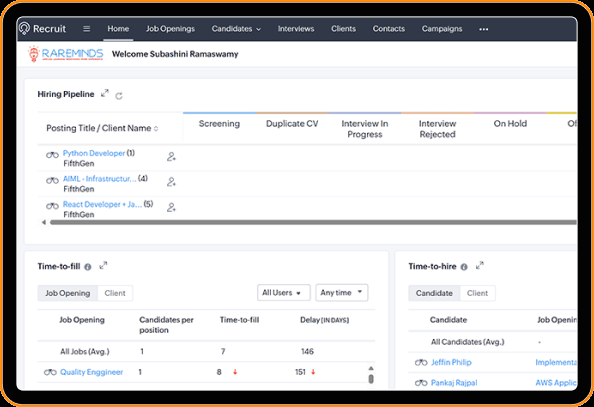 Recruit Home Job Openings Candidates Interviews Clients Contacts Campaigns •••
RAREMINDS Welcome Subashini Ramaswamy
Hiring Pipeline
Posting Title / Client Name Screening Duplicate CV Interview In Progress Interview Rejected On Hold Of
Python Developer (1)
FifthGen
AIML - Infrastructur... (4)
FifthGen
React Developer + Ja... (5)
FifthGen
Time-to-fill Time-to-hire
Job Opening Client All Users Any time Candidate Client
Job Opening Candidates per position Time-to-fill Delay [IN DAYS] Candidate Job Openin
All Jobs (Avg.) 1 7 146 All Candidates (Avg.) -
Quality Enggineer 1 8 151 Jeffin Philip Implementa
Pankaj Rajpal AWS Applic